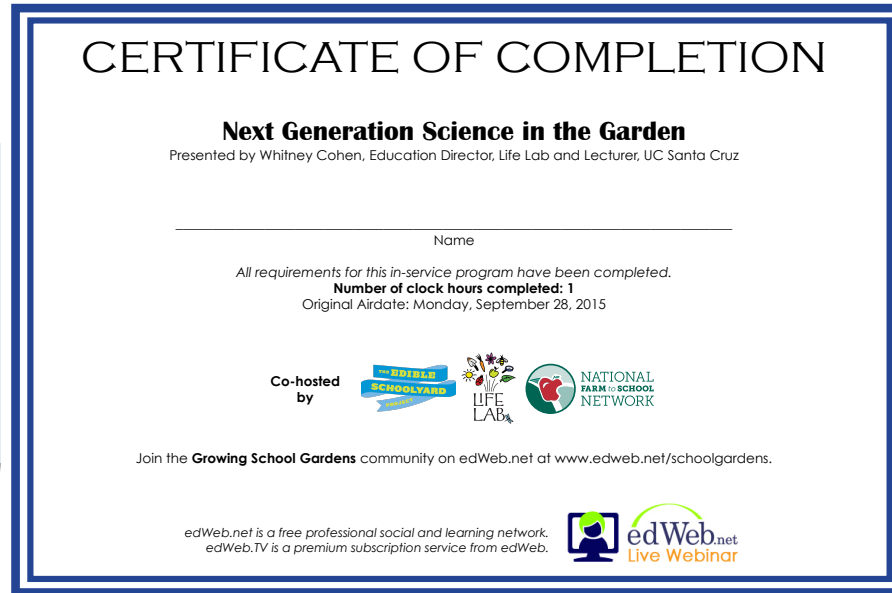 CERTIFICATE OF COMPLETION
Next Generation Science in the Garden
Presented by Whitney Cohen, Education Director, Life Lab and Lecturer, UC Santa Cruz
Name
All requirements for this in-service program have been completed.
Number of clock hours completed: 1
Original Airdate: Monday, September 28, 2015
Co-hosted
by
THE EDIBLE
SCHOOLYARD
PROJECT
LIFE
LAB
NATIONAL
FARM to SCHOOL
NETWORK
Join the Growing School Gardens community on edWeb.net at www.edweb.net/schoolgardens.
edWeb.net is a free professional social and learning network.
edWeb.TV is a premium subscription service from edWeb.
edWeb.net
Live Webinar